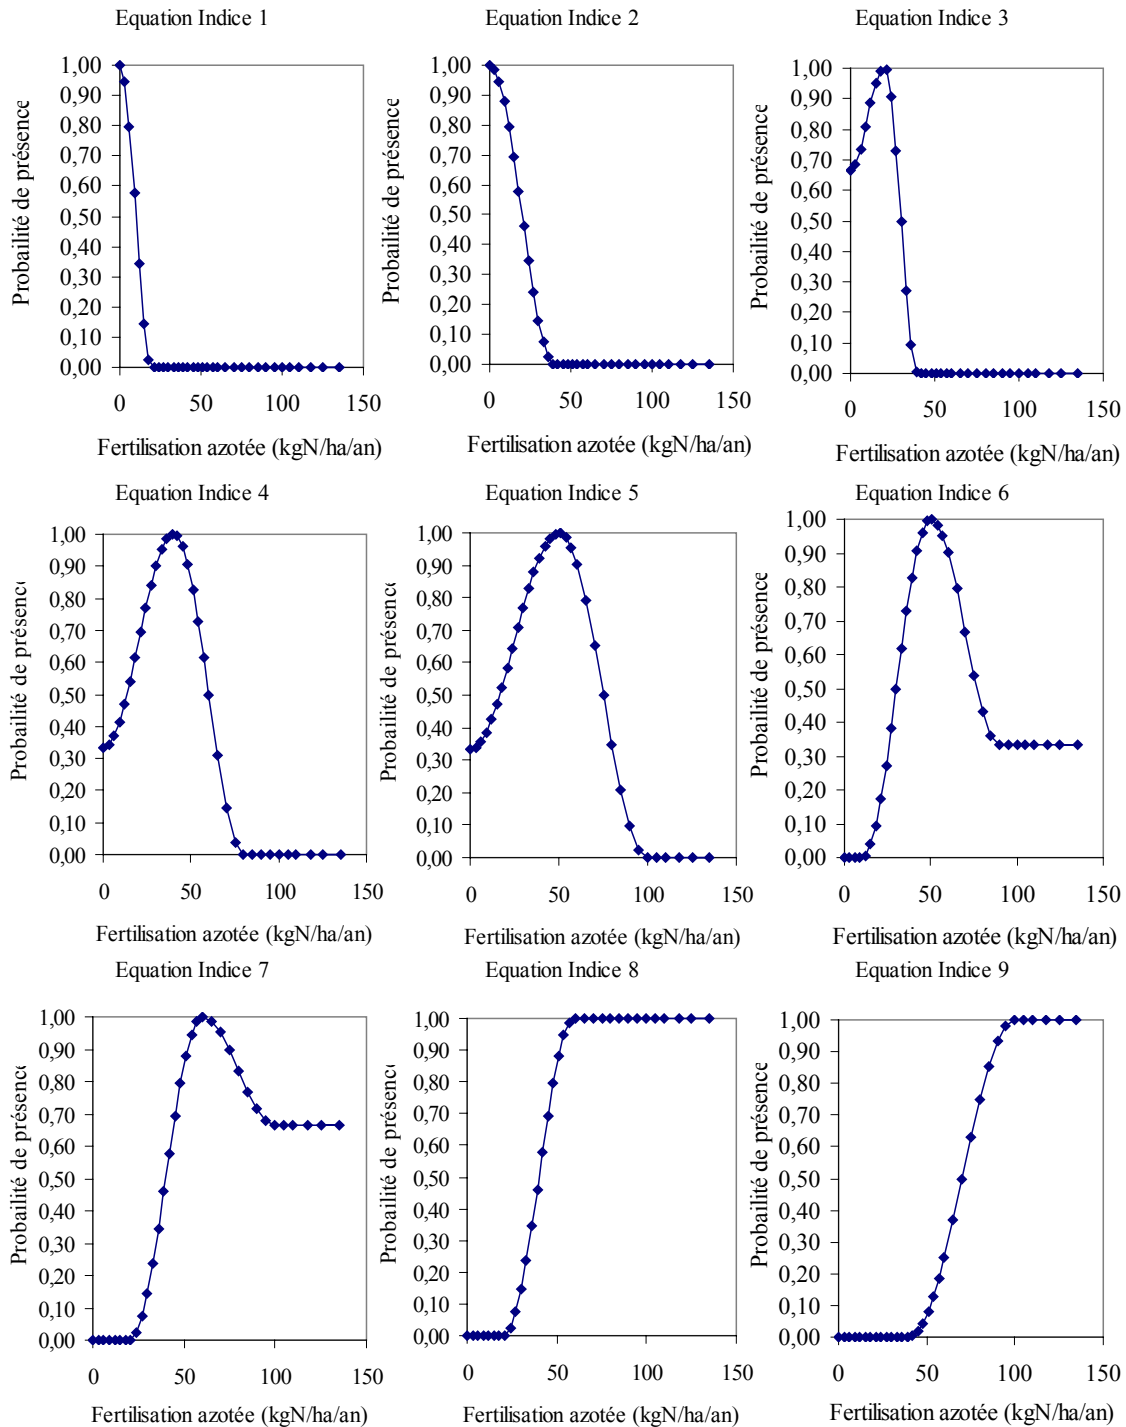 Equation Indice 1
Probailité de présence
1,00
0,90
0,80
0,70
0,60
0,50
0,40
0,30
0,20
0,10
0,00
0 50 100 150
Fertilisation azotée (kgN/ha/an)
Equation Indice 2
Probailité de présence
1,00
0,90
0,80
0,70
0,60
0,50
0,40
0,30
0,20
0,10
0,00
0 50 100 150
Fertilisation azotée (kgN/ha/an)
Equation Indice 3
Probailité de présence
1,00
0,90
0,80
0,70
0,60
0,50
0,40
0,30
0,20
0,10
0,00
0 50 100 150
Fertilisation azotée (kgN/ha/an)
Equation Indice 4
Probailité de présence
1,00
0,90
0,80
0,70
0,60
0,50
0,40
0,30
0,20
0,10
0,00
0 50 100 150
Fertilisation azotée (kgN/ha/an)
Equation Indice 5
Probailité de présence
1,00
0,90
0,80
0,70
0,60
0,50
0,40
0,30
0,20
0,10
0,00
0 50 100 150
Fertilisation azotée (kgN/ha/an)
Equation Indice 6
Probailité de présence
1,00
0,90
0,80
0,70
0,60
0,50
0,40
0,30
0,20
0,10
0,00
0 50 100 150
Fertilisation azotée (kgN/ha/an)
Equation Indice 7
Probailité de présence
1,00
0,90
0,80
0,70
0,60
0,50
0,40
0,30
0,20
0,10
0,00
0 50 100 150
Fertilisation azotée (kgN/ha/an)
Equation Indice 8
Probailité de présence
1,00
0,90
0,80
0,70
0,60
0,50
0,40
0,30
0,20
0,10
0,00
0 50 100 150
Fertilisation azotée (kgN/ha/an)
Equation Indice 9
Probailité de présence
1,00
0,90
0,80
0,70
0,60
0,50
0,40
0,30
0,20
0,10
0,00
0 50 100 150
Fertilisation azotée (kgN/ha/an)